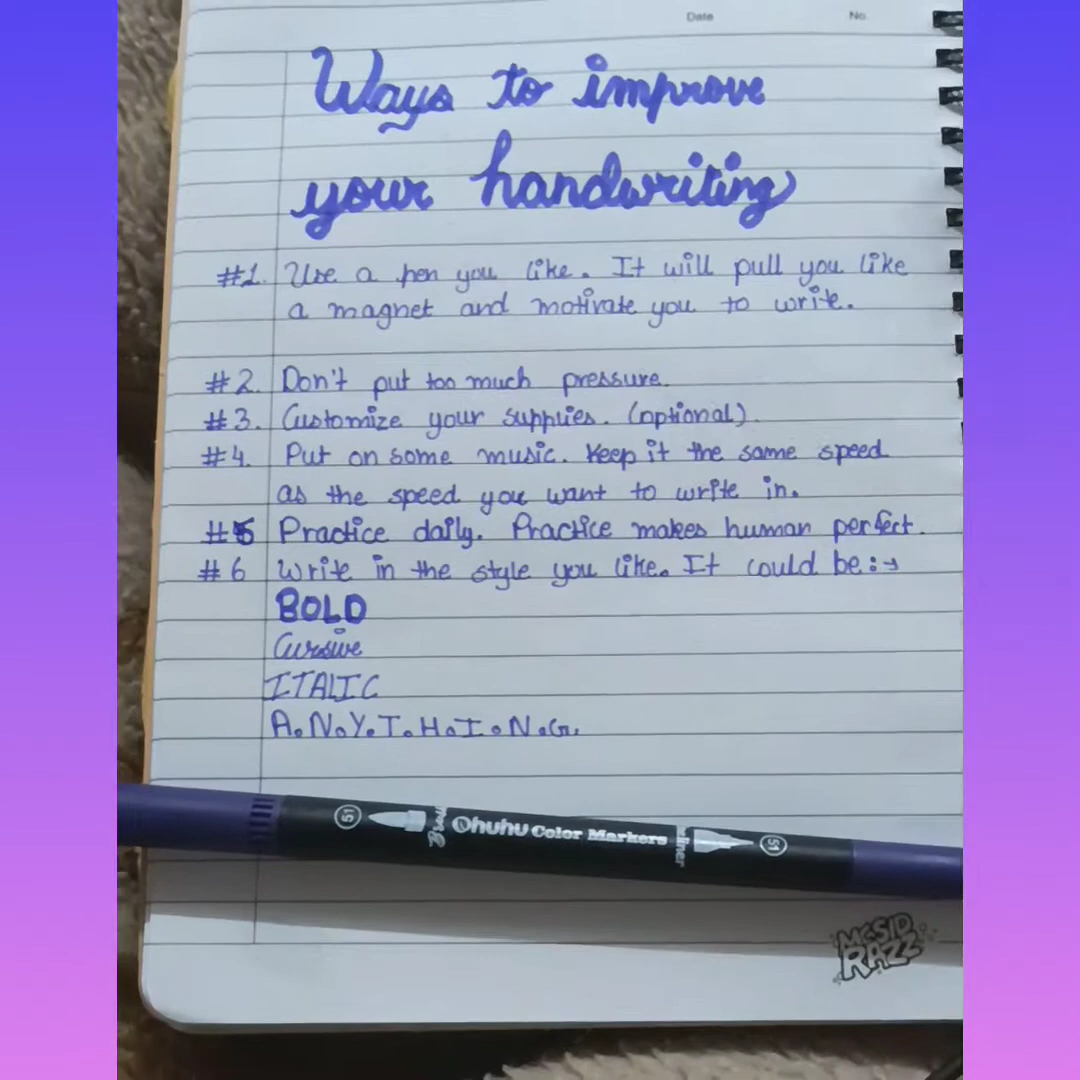 Date No.
Ways to improve
your handwriting
#1. Use a pen you like. It will pull you like
a magnet and motivate you to write.
#2. Don't put too much pressure.
#3. Customize your supplies. (optional).
#4. Put on some music. Keep it the same speed
as the speed you want to write in.
#5 Practice daily. Practice makes human perfect.
#6 Write in the style you like. It could be:→
BOLD
Cursive
ITALIC
A.N.Y.T.H.I.N.G.
51 Ohuhu Color Markers 51
MCSID
RAZZ